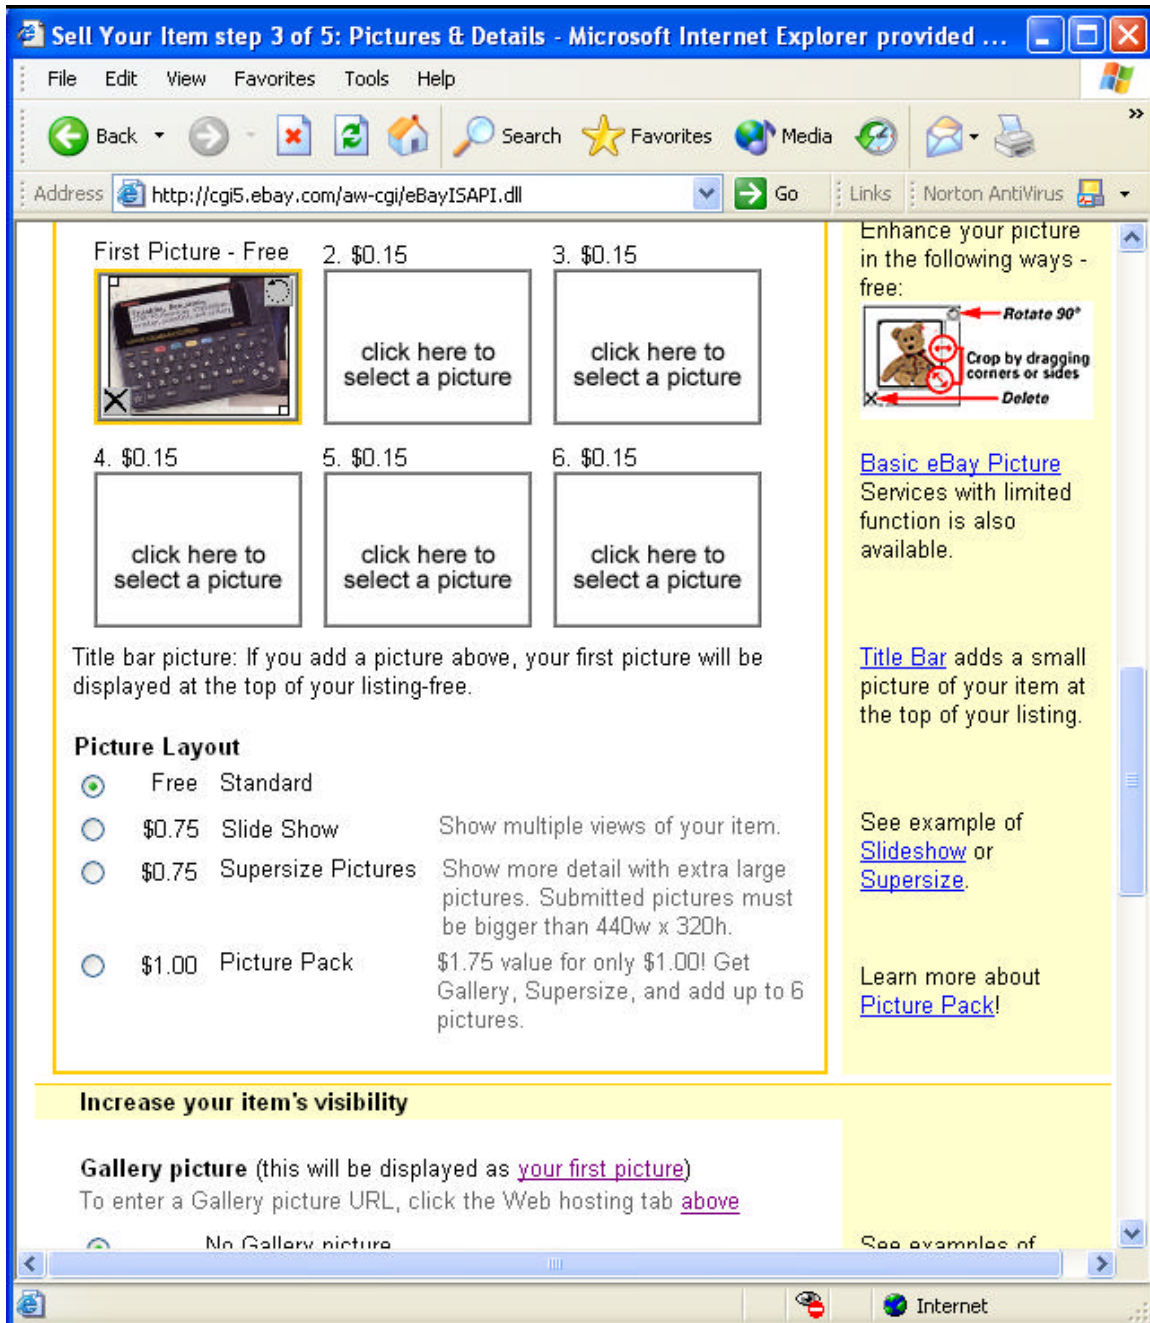 Sell Your Item step 3 of 5: Pictures & Details - Microsoft Internet Explorer provided ...
File Edit View Favorites Tools Help
Back Search Favorites Media »
Address http://cgi5.ebay.com/aw-cgi/eBayISAPI.dll Go Links Norton AntiVirus
First Picture - Free 2. $0.15 3. $0.15
click here to click here to
select a picture select a picture
4. $0.15 5. $0.15 6. $0.15
click here to click here to click here to
select a picture select a picture select a picture
Title bar picture: If you add a picture above, your first picture will be
displayed at the top of your listing-free.
Picture Layout
Free Standard
$0.75 Slide Show Show multiple views of your item.
$0.75 Supersize Pictures Show more detail with extra large
pictures. Submitted pictures must
be bigger than 440w x 320h.
$1.00 Picture Pack $1.75 value for only $1.00! Get
Gallery, Supersize, and add up to 6
pictures.
Enhance your picture
in the following ways -
free:
Rotate 90°
Crop by dragging
corners or sides
Delete
Basic eBay Picture
Services with limited
function is also
available.
Title Bar adds a small
picture of your item at
the top of your listing.
See example of
Slideshow or
Supersize.
Learn more about
Picture Pack!
Increase your item's visibility
Gallery picture (this will be displayed as your first picture)
To enter a Gallery picture URL, click the Web hosting tab above
No Gallery picture
See examples of
Internet